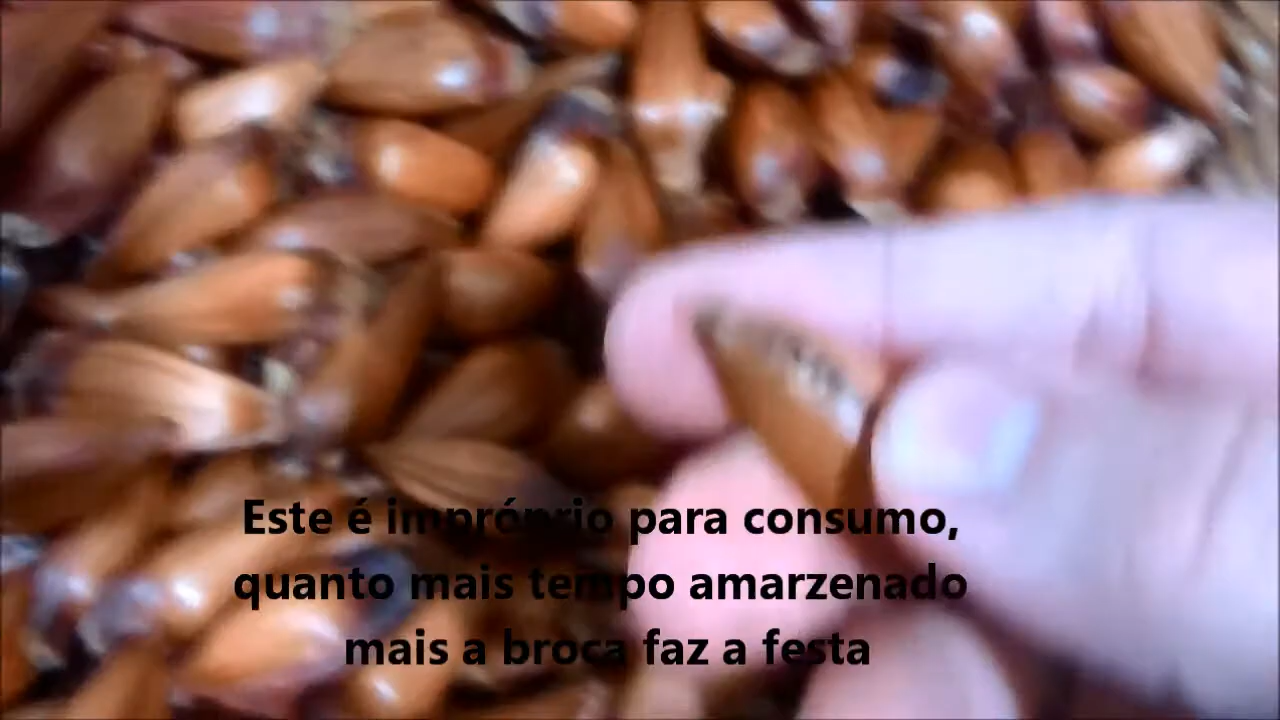 Este é impróprio para consumo,
quanto mais tempo amarzenado
mais a broca faz a festa